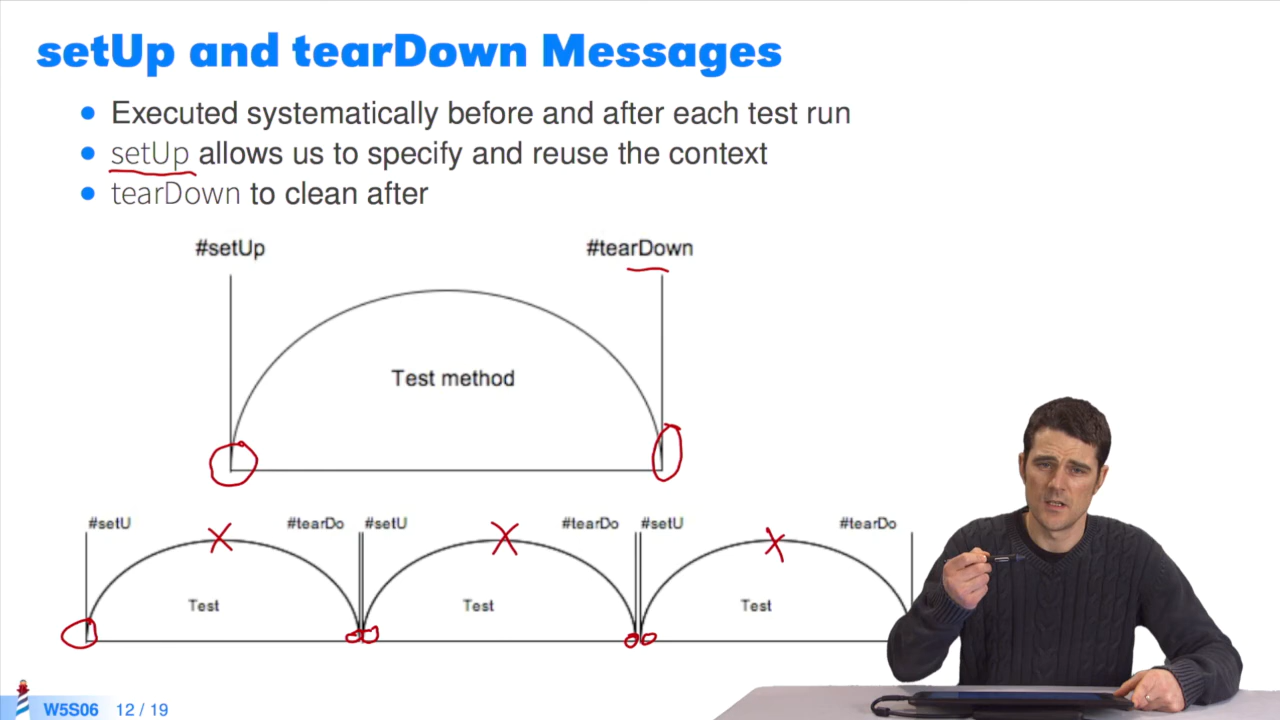 setUp and tearDown Messages
Executed systematically before and after each test run
setUp allows us to specify and reuse the context
tearDown to clean after
#setUp #tearDown
Test method
#setU #tearDo #setU #tearDo #setU #tearDo
Test Test Test
W5S06 12 / 19